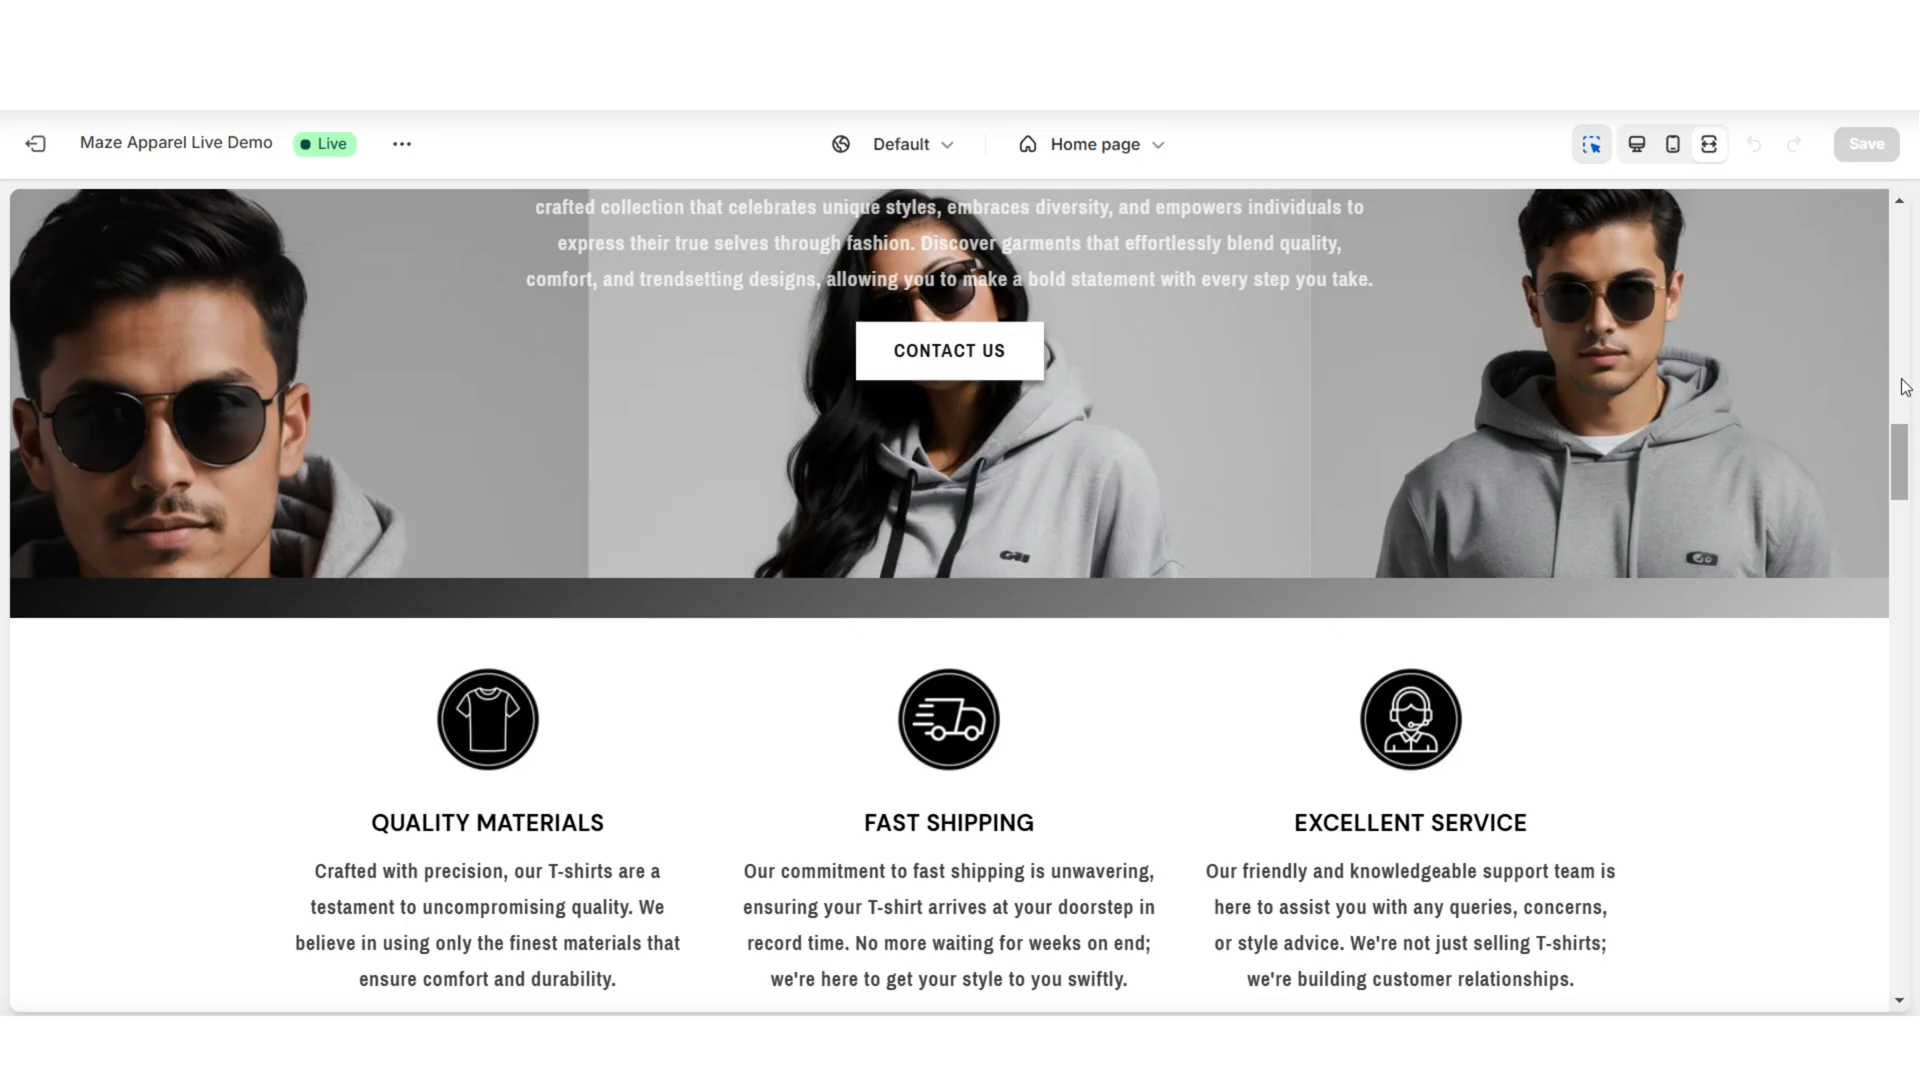 Maze Apparel Live Demo
Live
Default
Home page
Save
crafted collection that celebrates unique styles, embraces diversity, and empowers individuals to
express their true selves through fashion. Discover garments that effortlessly blend quality,
comfort, and trendsetting designs, allowing you to make a bold statement with every step you take.
CONTACT US
QUALITY MATERIALS
Crafted with precision, our T-shirts are a
testament to uncompromising quality. We
believe in using only the finest materials that
ensure comfort and durability.
FAST SHIPPING
Our commitment to fast shipping is unwavering,
ensuring your T-shirt arrives at your doorstep in
record time. No more waiting for weeks on end;
we're here to get your style to you swiftly.
EXCELLENT SERVICE
Our friendly and knowledgeable support team is
here to assist you with any queries, concerns,
or style advice. We're not just selling T-shirts;
we're building customer relationships.